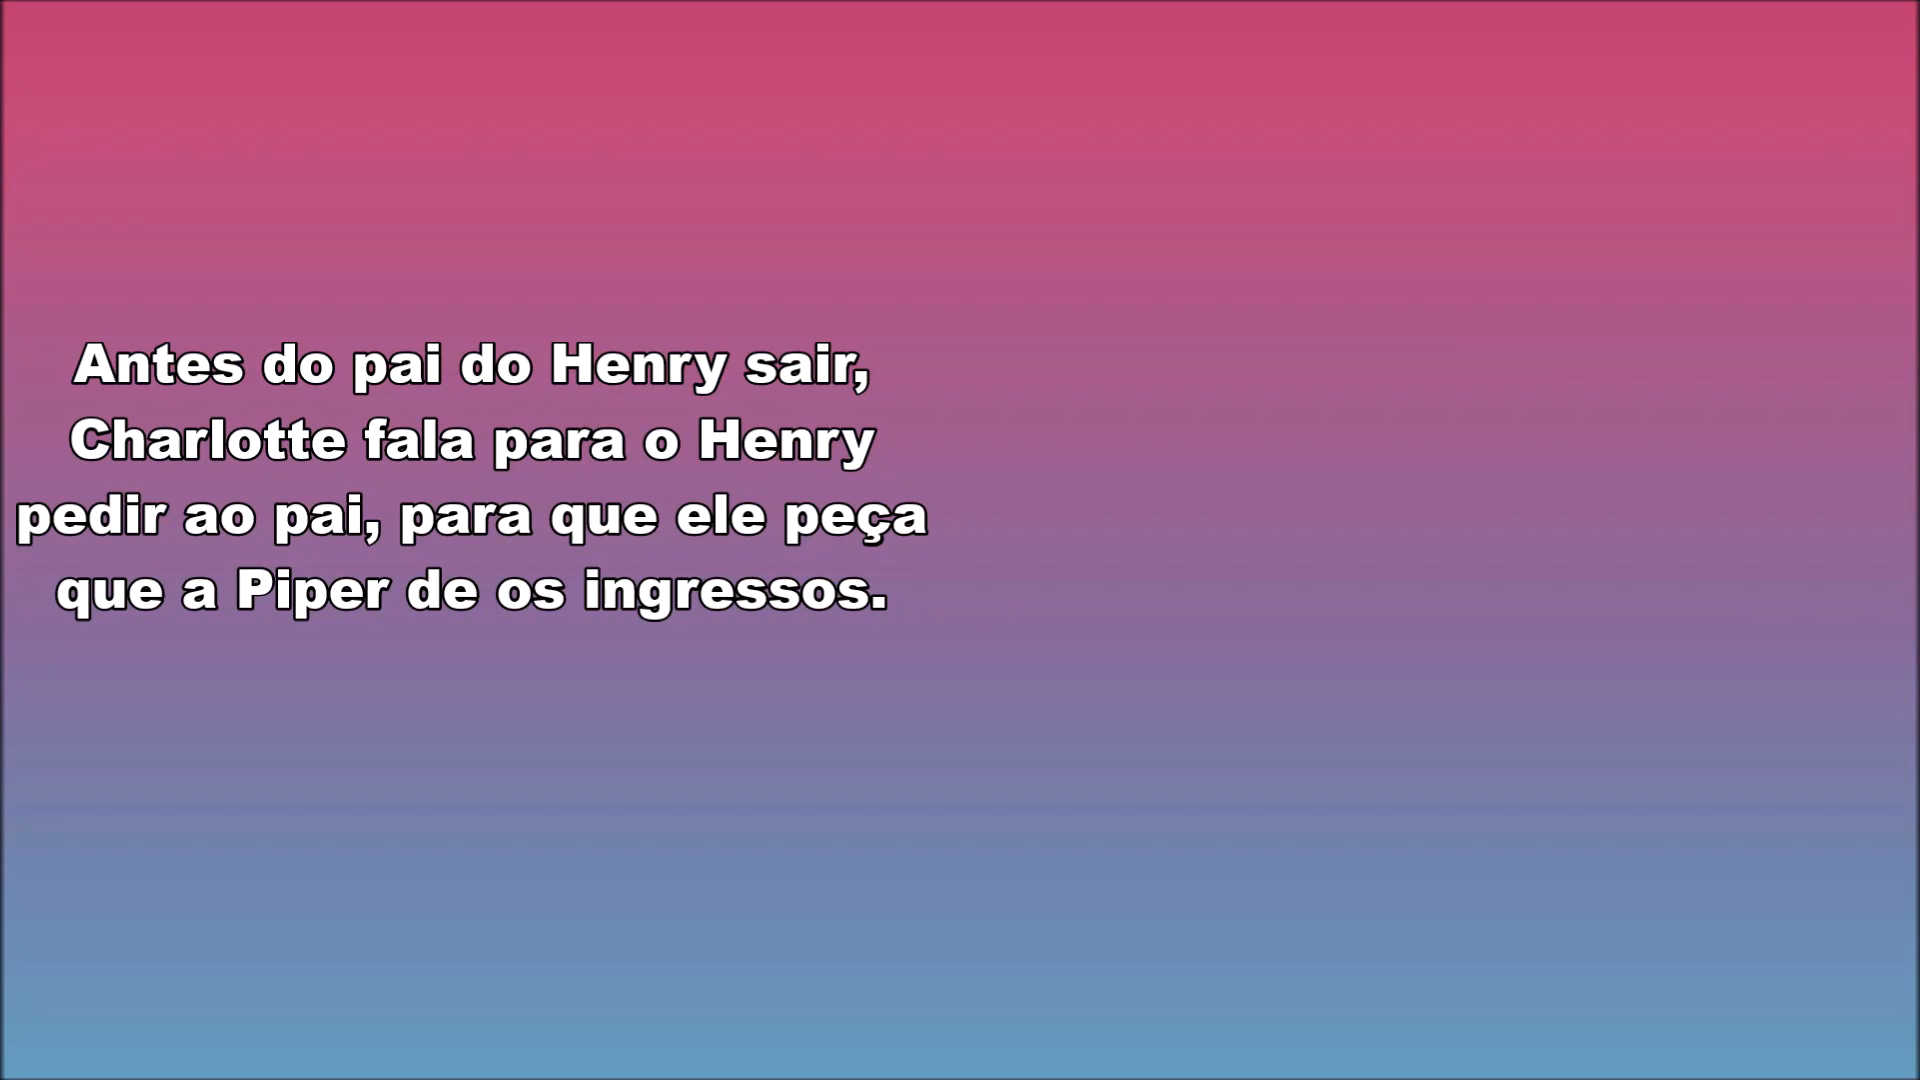 Antes do pai do Henry sair,
Charlotte fala para o Henry
pedir ao pai, para que ele peça
que a Piper de os ingressos.